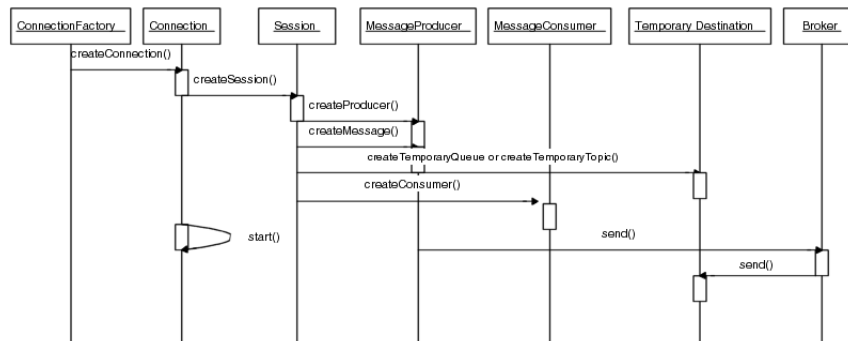 ConnectionFactory Connection Session MessageProducer MessageConsumer Temporary Destination Broker
createConnection()
createSession()
createProducer()
createMessage()
createTemporaryQueue or createTemporaryTopic()
createConsumer()
start() send()
send()